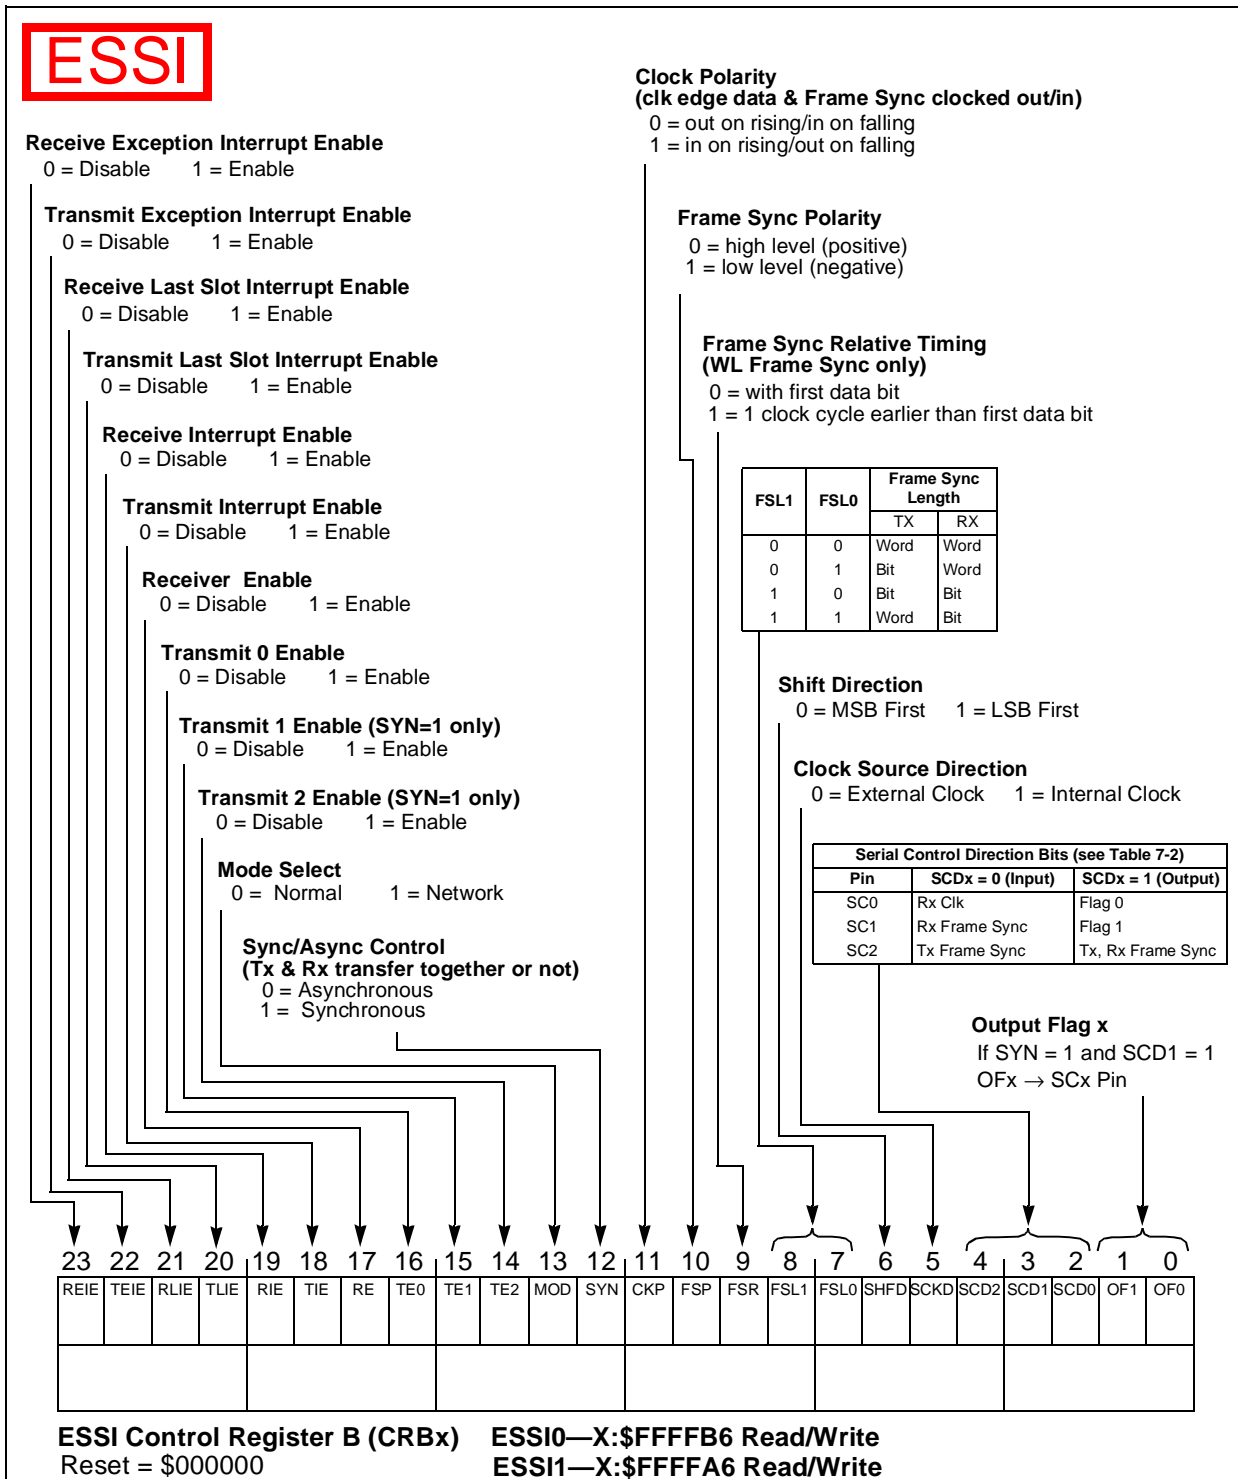 ESSI
Receive Exception Interrupt Enable
0 = Disable 1 = Enable
Transmit Exception Interrupt Enable
0 = Disable 1 = Enable
Receive Last Slot Interrupt Enable
0 = Disable 1 = Enable
Transmit Last Slot Interrupt Enable
0 = Disable 1 = Enable
Receive Interrupt Enable
0 = Disable 1 = Enable
Transmit Interrupt Enable
0 = Disable 1 = Enable
Receiver Enable
0 = Disable 1 = Enable
Transmit 0 Enable
0 = Disable 1 = Enable
Transmit 1 Enable (SYN=1 only)
0 = Disable 1 = Enable
Transmit 2 Enable (SYN=1 only)
0 = Disable 1 = Enable
Mode Select
0 = Normal 1 = Network
Sync/Async Control
(Tx & Rx transfer together or not)
0 = Asynchronous
1 = Synchronous
Clock Polarity
(clk edge data & Frame Sync clocked out/in)
0 = out on rising/in on falling
1 = in on rising/out on falling
Frame Sync Polarity
0 = high level (positive)
1 = low level (negative)
Frame Sync Relative Timing
(WL Frame Sync only)
0 = with first data bit
1 = 1 clock cycle earlier than first data bit
FSL1 FSL0 Frame Sync Length
TX RX
0 0 Word Word
0 1 Bit Word
1 0 Bit Bit
1 1 Word Bit
Shift Direction
0 = MSB First 1 = LSB First
Clock Source Direction
0 = External Clock 1 = Internal Clock
Serial Control Direction Bits (see Table 7-2)
Pin SCDx = 0 (Input) SCDx = 1 (Output)
SC0 Rx Clk Flag 0
SC1 Rx Frame Sync Flag 1
SC2 Tx Frame Sync Tx, Rx Frame Sync
Output Flag x
If SYN = 1 and SCD1 = 1
OFx → SCx Pin
23 22 21 20 19 18 17 16 15 14 13 12 11 10 9 8 7 6 5 4 3 2 1 0
REIE TEIE RLIE TLIE RIE TIE RE TE0 TE1 TE2 MOD SYN CKP FSP FSR FSL1 FSL0 SHFD SCKD SCD2 SCD1 SCD0 OF1 OF0
ESSI Control Register B (CRBx) ESSI0—X:$FFFFB6 Read/Write
Reset = $000000 ESSI1—X:$FFFFA6 Read/Write